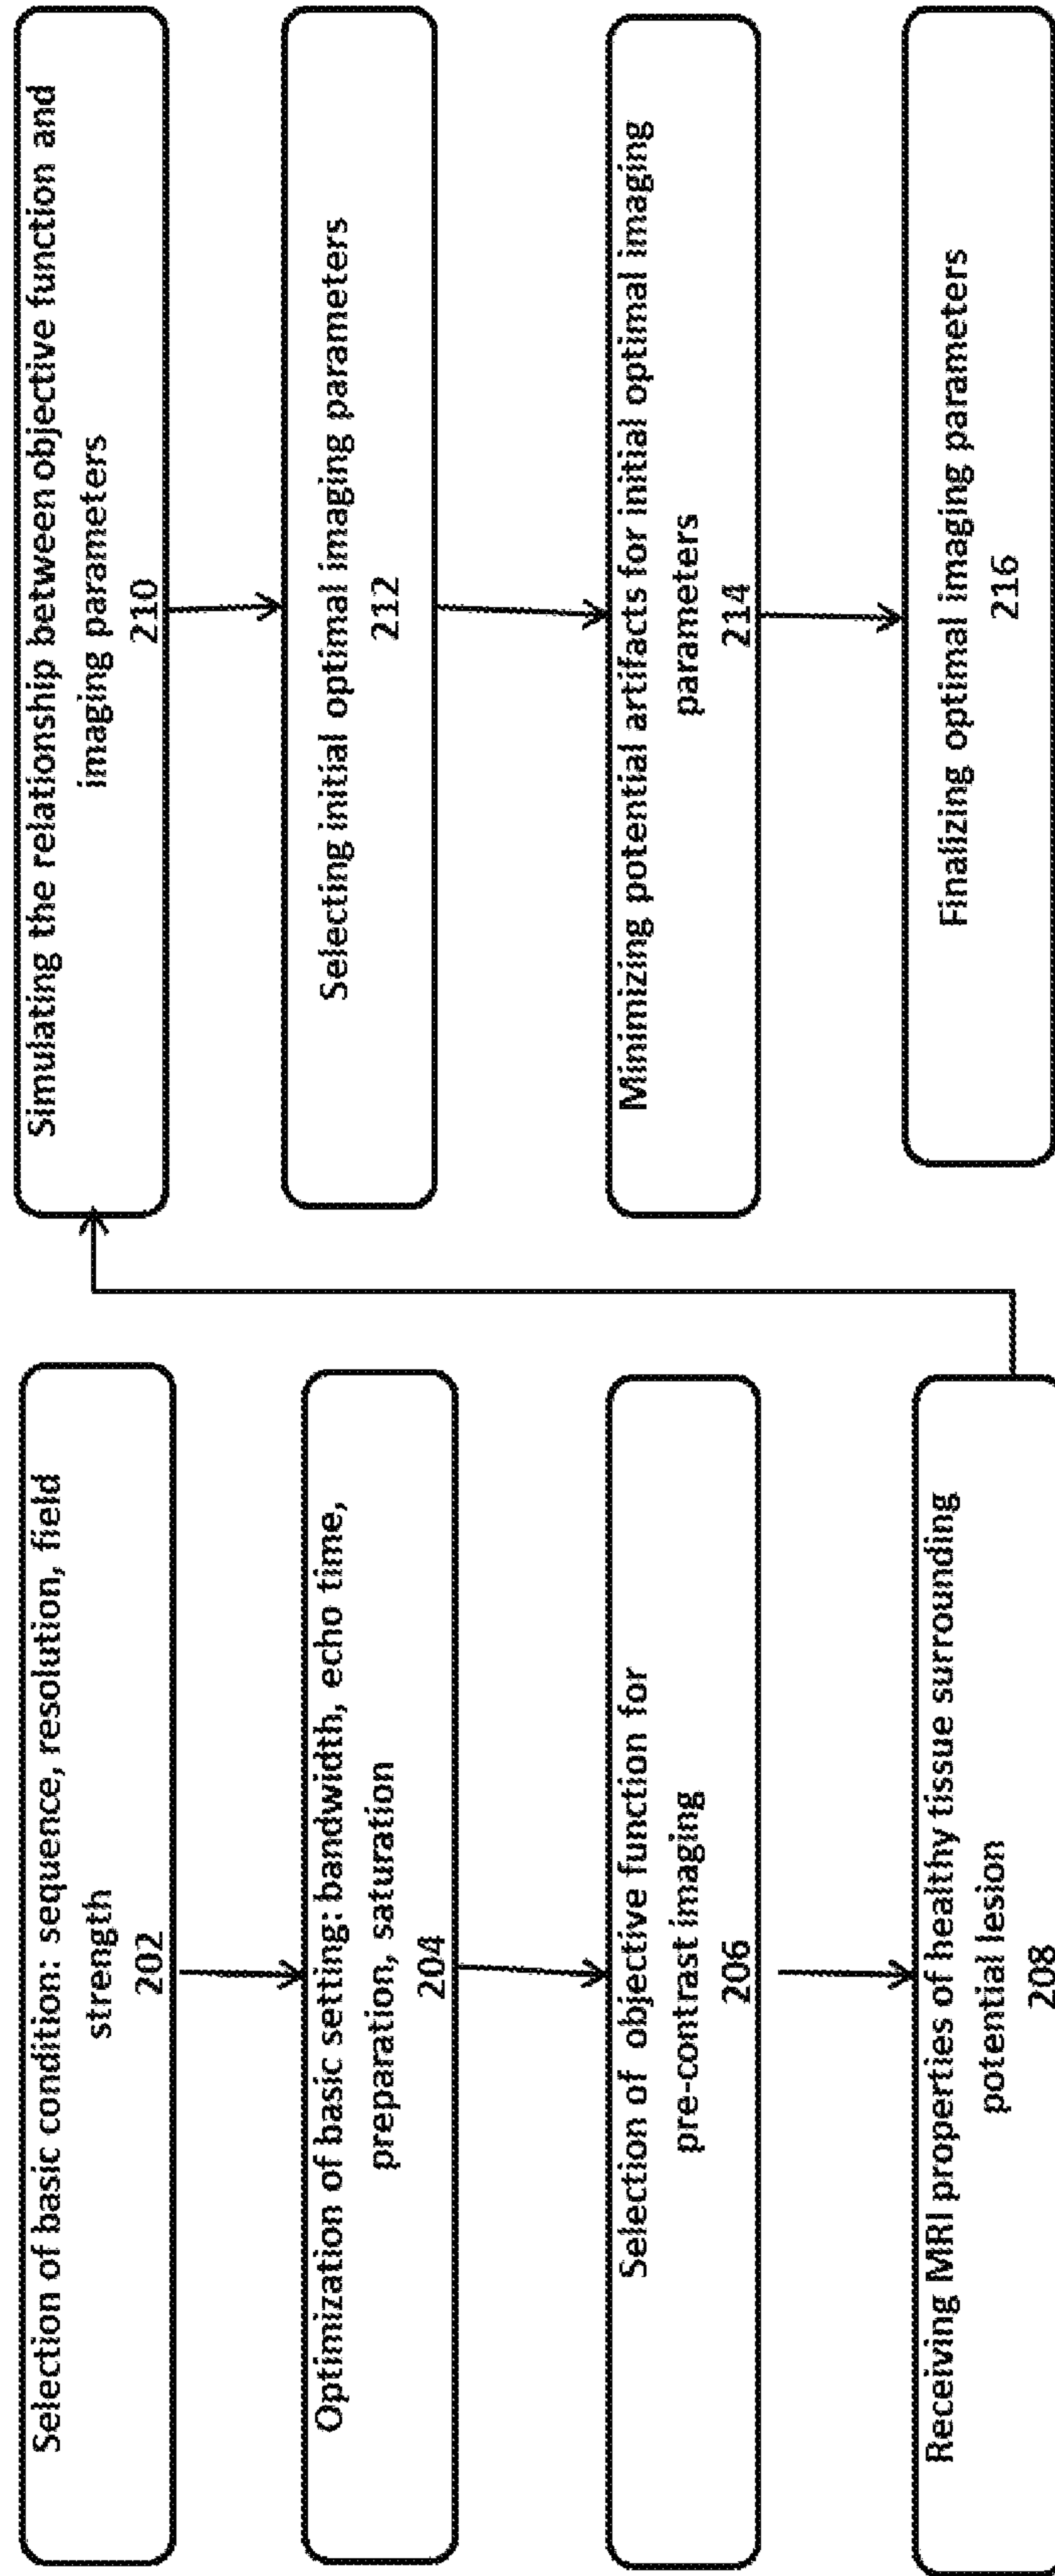 Selection of basic condition: sequence, resolution, field
strength
202
Optimization of basic setting: bandwidth, echo time,
preparation, saturation
204
Selection of objective function for
pre-contrast imaging
206
Receiving MRI properties of healthy tissue surrounding
potential lesion
208
Simulating the relationship between objective function and
imaging parameters
210
Selecting initial optimal imaging parameters
212
Minimizing potential artifacts for initial optimal imaging
parameters
214
Finalizing optimal imaging parameters
216